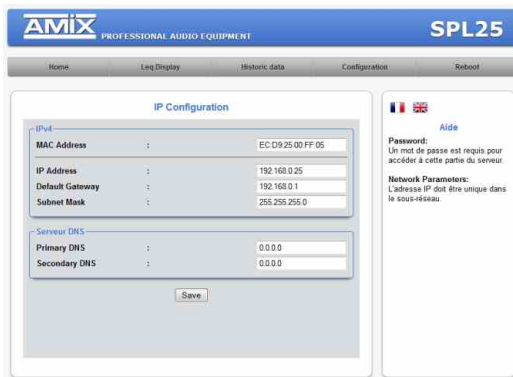 AMiX PROFESSIONAL AUDIO EQUIPMENT
SPL25
Home Leq Display Historic data Configuration Reboot
IP Configuration
IPv4
MAC Address : EC:D9:25:00:FF:05
IP Address : 192.168.0.25
Default Gateway : 192.168.0.1
Subnet Mask : 255.255.255.0
Serveur DNS
Primary DNS : 0.0.0.0
Secondary DNS : 0.0.0.0
Save
Aide
Password:
Un mot de passe est requis pour
accéder à cette partie du serveur.
Network Parameters:
L'adresse IP doit être unique dans
le sous-réseau.